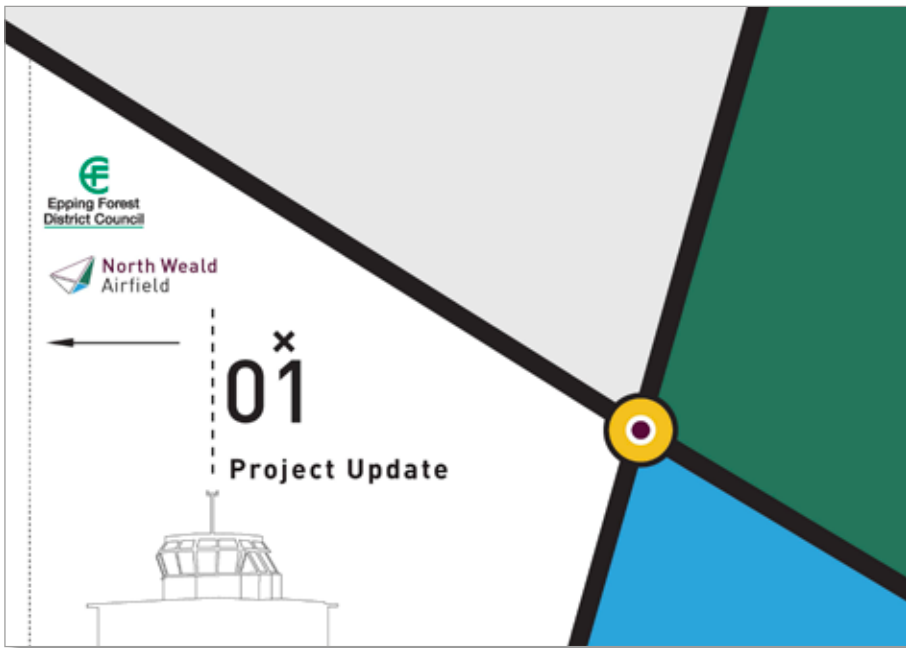 Epping Forest
District Council
North Weald
Airfield
01
Project Update